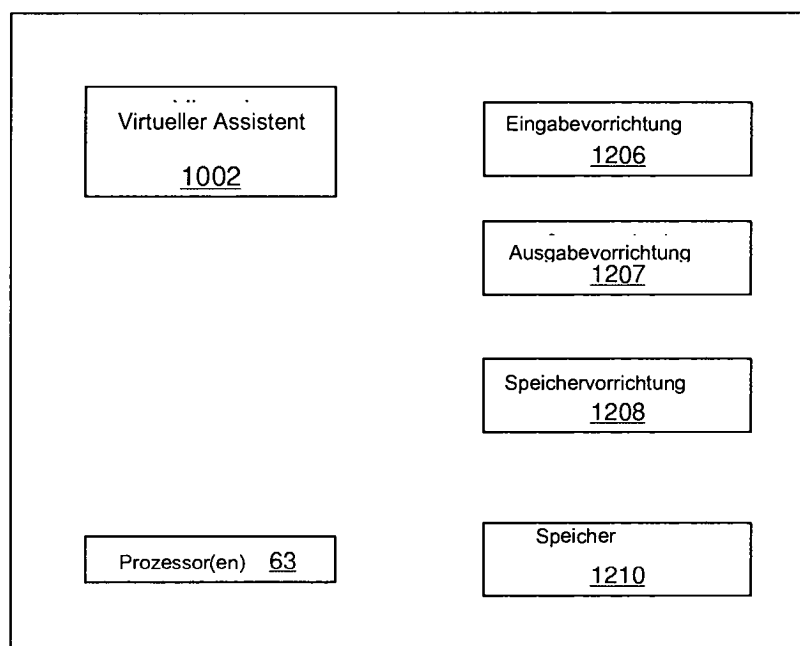 Virtueller Assistent
1002
Eingabevorrichtung
1206
Ausgabevorrichtung
1207
Speichervorrichtung
1208
Prozessor(en) 63
Speicher
1210